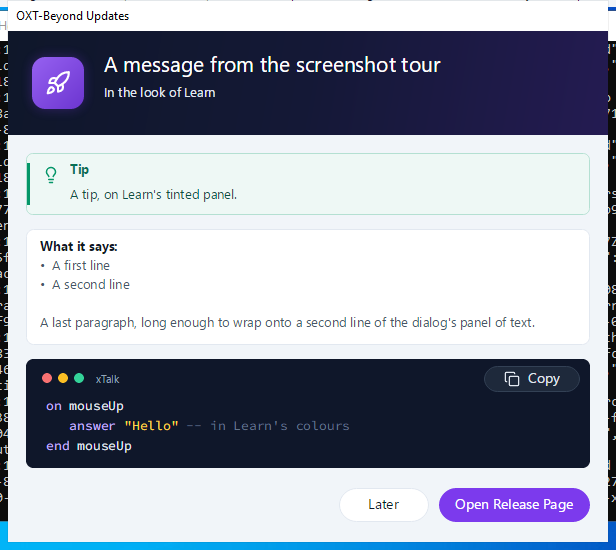 OXT-Beyond Updates
A message from the screenshot tour
In the look of Learn
Tip
A tip, on Learn's tinted panel.
What it says:
• A first line
• A second line
A last paragraph, long enough to wrap onto a second line of the dialog's panel of text.
xTalk
Copy
on mouseUp
answer "Hello" -- in Learn's colours
end mouseUp
Later
Open Release Page